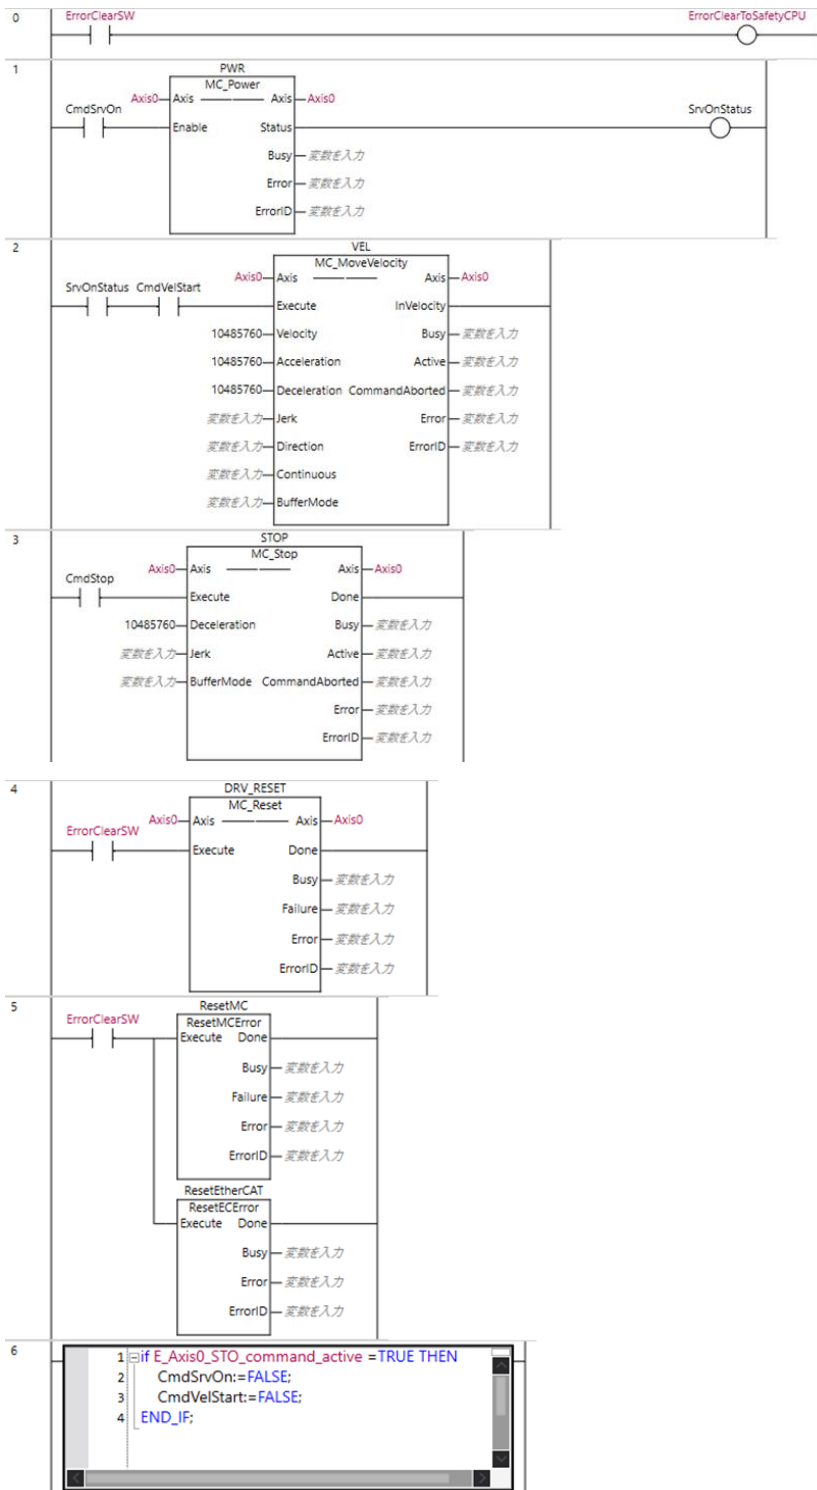 0
ErrorClearSW
ErrorClearToSafetyCPU
1
PWR
MC_Power
Axis0 Axis Axis Axis0
CmdSrvOn
SrvOnStatus
Enable Status
Busy 変数を入力
Error 変数を入力
ErrorID 変数を入力
2
VEL
MC_MoveVelocity
Axis0 Axis Axis Axis0
SrvOnStatus CmdVelStart
Execute InVelocity
10485760 Velocity Busy 変数を入力
10485760 Acceleration Active 変数を入力
10485760 Deceleration CommandAborted 変数を入力
変数を入力 Jerk Error 変数を入力
変数を入力 Direction ErrorID 変数を入力
変数を入力 Continuous
変数を入力 BufferMode
3
STOP
MC_Stop
Axis0 Axis Axis Axis0
CmdStop
Execute Done
10485760 Deceleration Busy 変数を入力
変数を入力 Jerk Active 変数を入力
変数を入力 BufferMode CommandAborted 変数を入力
Error 変数を入力
ErrorID 変数を入力
4
DRV_RESET
MC_Reset
Axis0 Axis Axis Axis0
ErrorClearSW
Execute Done
Busy 変数を入力
Failure 変数を入力
Error 変数を入力
ErrorID 変数を入力
5
ResetMC
ErrorClearSW
ResetMCError
Execute Done
Busy 変数を入力
Failure 変数を入力
Error 変数を入力
ErrorID 変数を入力
ResetEtherCAT
ResetECError
Execute Done
Busy 変数を入力
Error 変数を入力
ErrorID 変数を入力
6
1 if E_Axis0_STO_command_active =TRUE THEN
2 CmdSrvOn:=FALSE;
3 CmdVelStart:=FALSE;
4 END_IF;